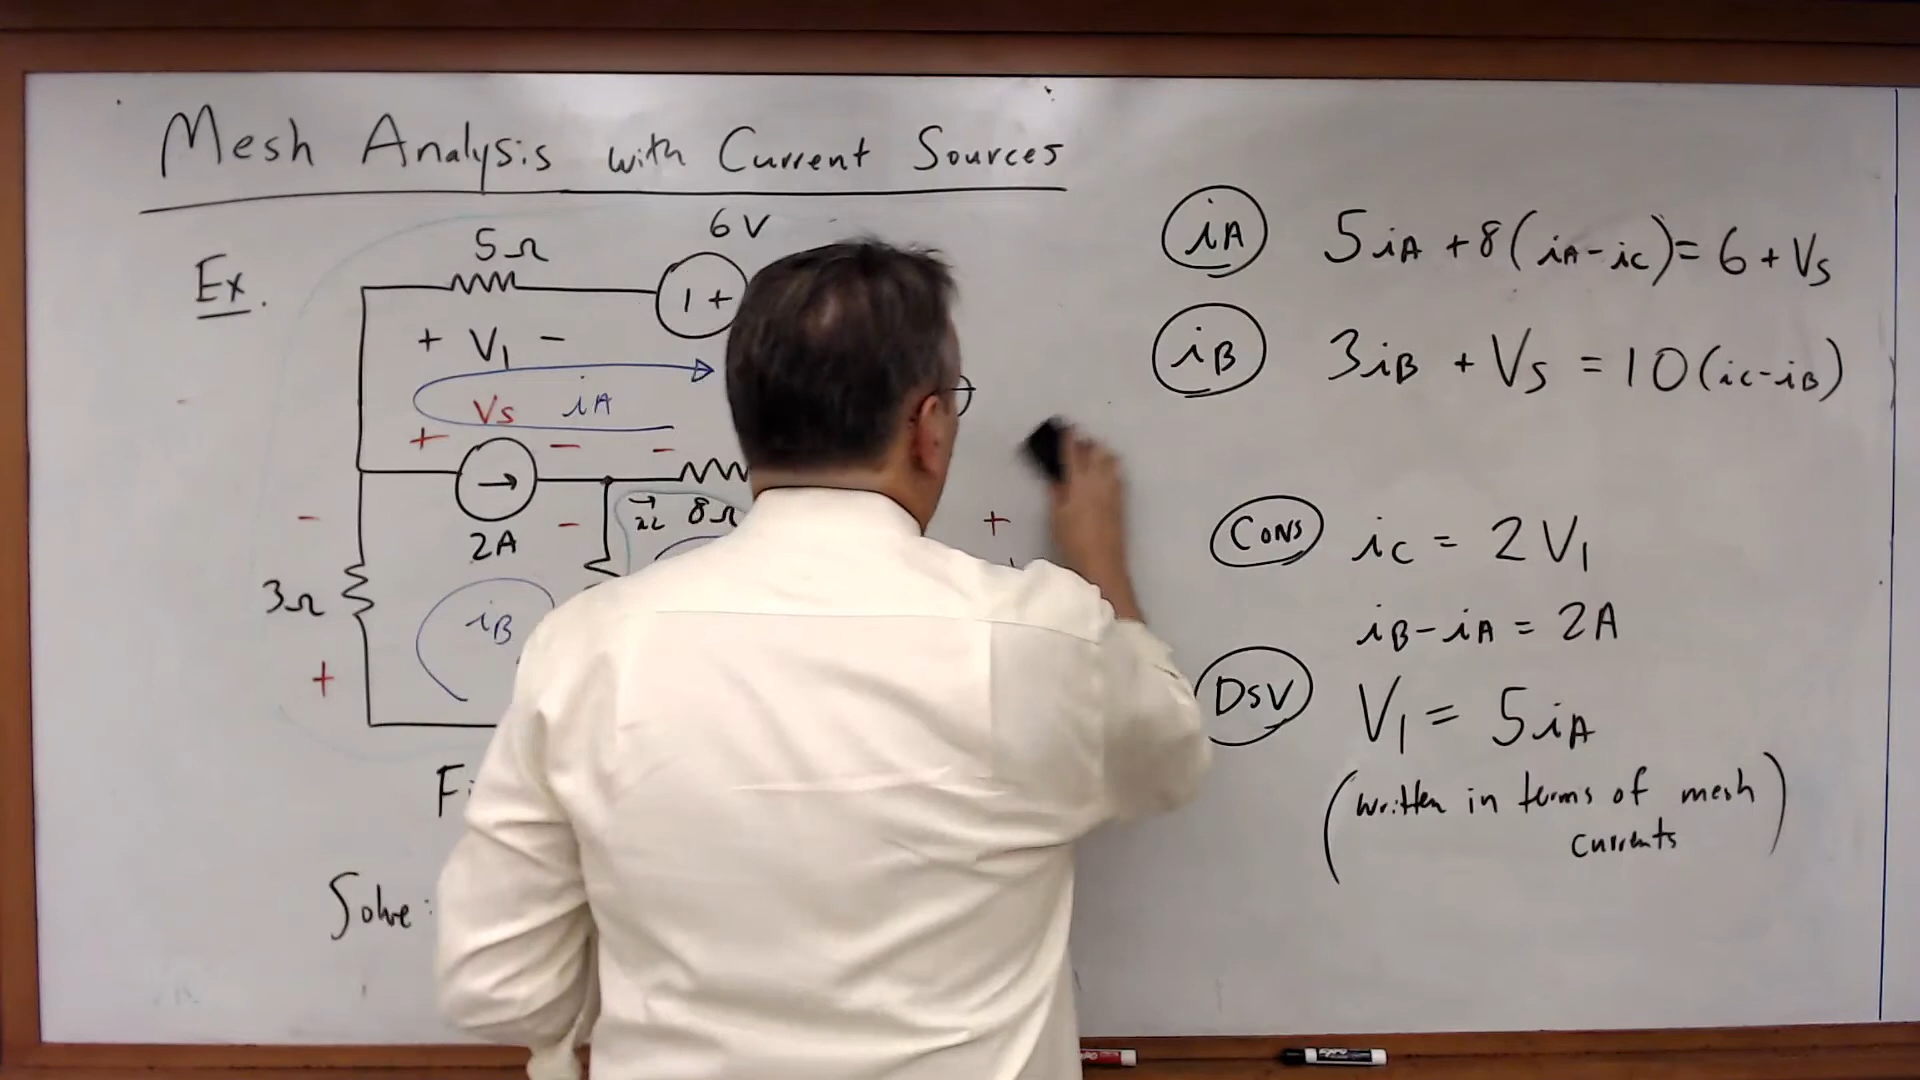 Mesh Analysis with Current Sources
Ex.
5Ω
6V
+ V1 -
Vs iA
+ - -
2A
iL 8Ω
3Ω
iB
Solve:
iA 5iA + 8(iA - iC) = 6 + Vs
iB 3iB + Vs = 10(iC - iB)
CONS iC = 2V1
iB - iA = 2A
DSV V1 = 5iA
(written in terms of mesh
currents)